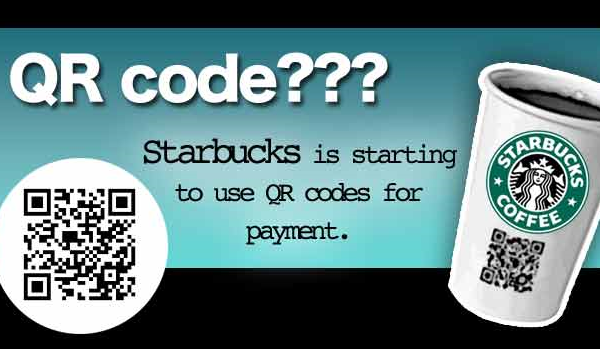 QR code???
Starbucks is starting
to use QR codes for
payment.
STARBUCKS
COFFEE